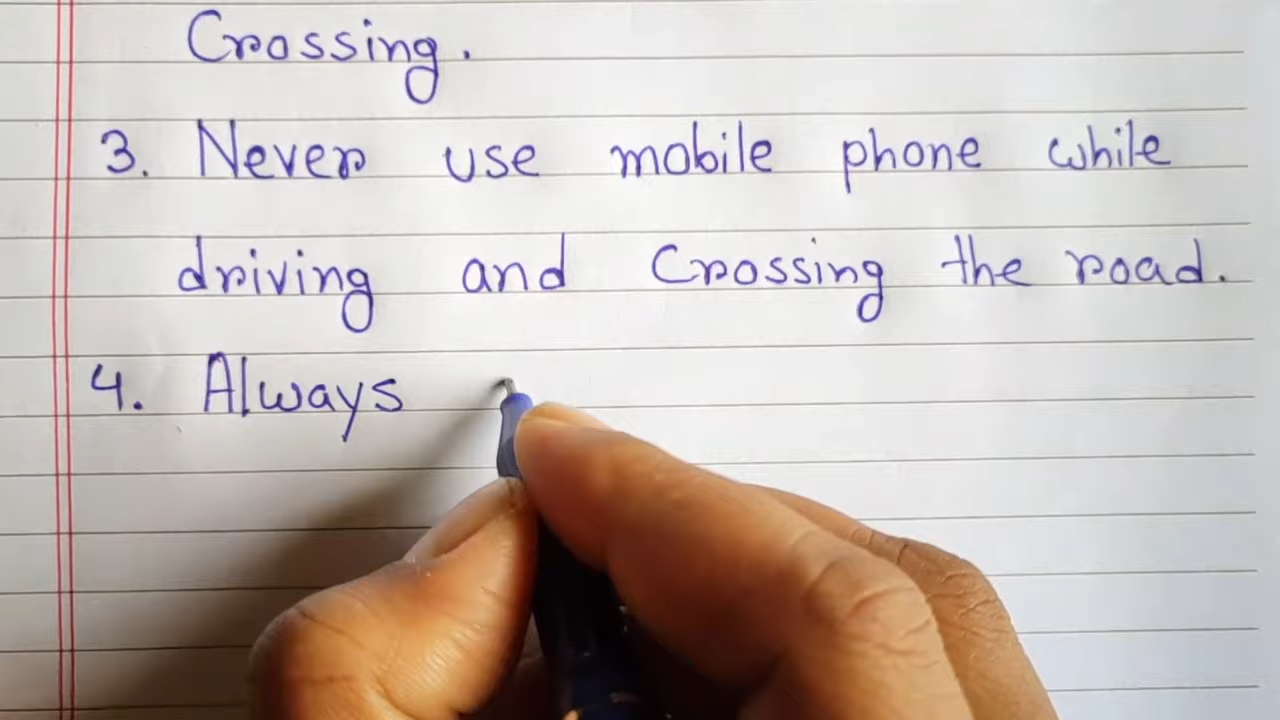 Crossing.
3. Never use mobile phone while
driving and Crossing the road.
4. Always